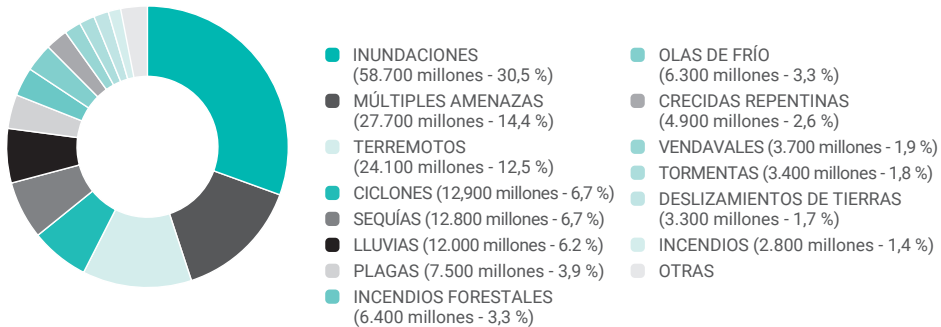 INUNDACIONES
(58.700 millones - 30,5 %)
MÚLTIPLES AMENAZAS
(27.700 millones - 14,4 %)
TERREMOTOS
(24.100 millones - 12,5 %)
CICLONES (12,900 millones - 6,7 %)
SEQUÍAS (12.800 millones - 6,7 %)
LLUVIAS (12.000 millones - 6.2 %)
PLAGAS (7.500 millones - 3,9 %)
INCENDIOS FORESTALES
(6.400 millones - 3,3 %)
OLAS DE FRÍO
(6.300 millones - 3,3 %)
CRECIDAS REPENTINAS
(4.900 millones - 2,6 %)
VENDAVALES (3.700 millones - 1,9 %)
TORMENTAS (3.400 millones - 1,8 %)
DESLIZAMIENTOS DE TIERRAS
(3.300 millones - 1,7 %)
INCENDIOS (2.800 millones - 1,4 %)
OTRAS